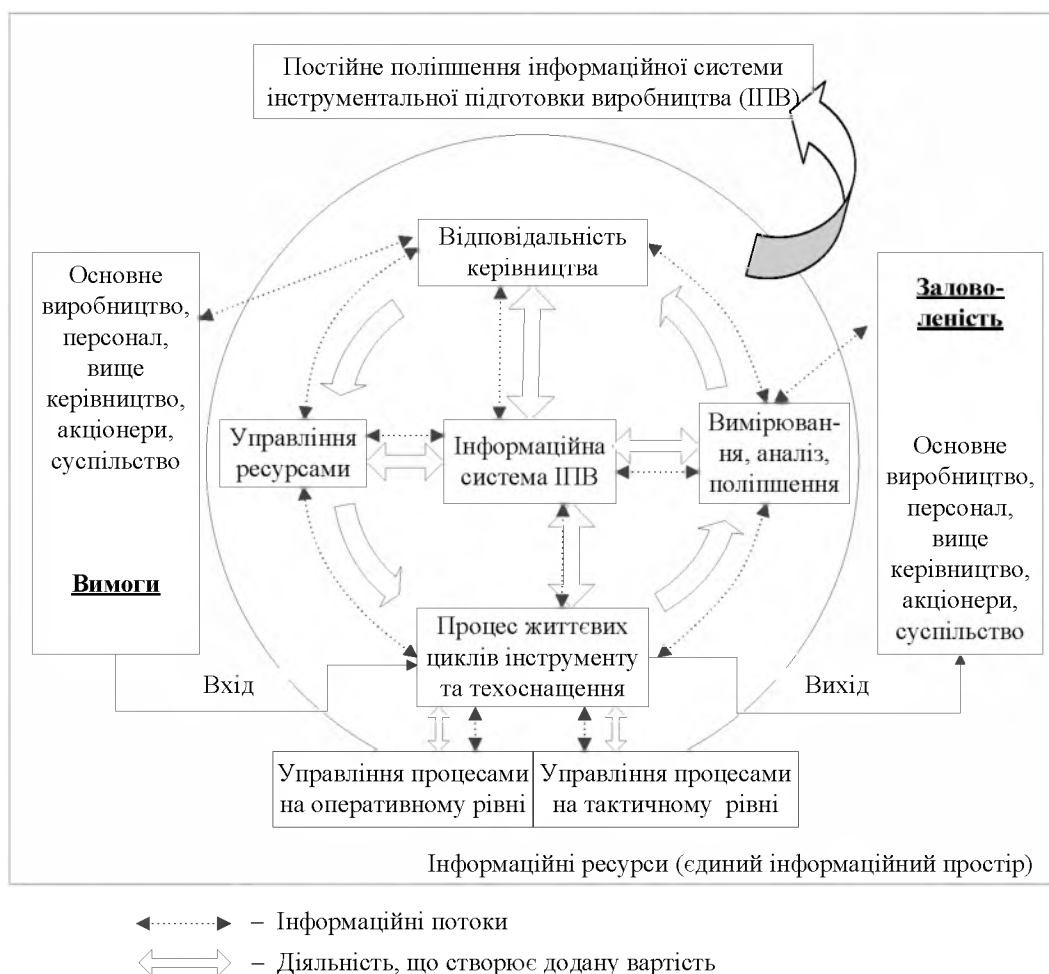 Постійне поліпшення інформаційної системи
інструментальної підготовки виробництва (ІПВ)
Відповідальність
керівництва
Основне
виробництво,
персонал,
вище
керівництво,
акціонери,
суспільство
Вимоги
Залово-
леність
Основне
виробництво,
персонал,
вище
керівництво,
акціонери,
суспільство
Управління
ресурсами
Інформаційна
система ІПВ
Вимірюван-
ня, аналіз,
поліпшення
Процес життєвих
циклів інструменту
та техоснащення
Вхід
Вихід
Управління процесами
на оперативному рівні
Управління процесами
на тактичному рівні
Інформаційні ресурси (єдиний інформаційний простір)
– Інформаційні потоки
– Діяльність, що створює додану вартість